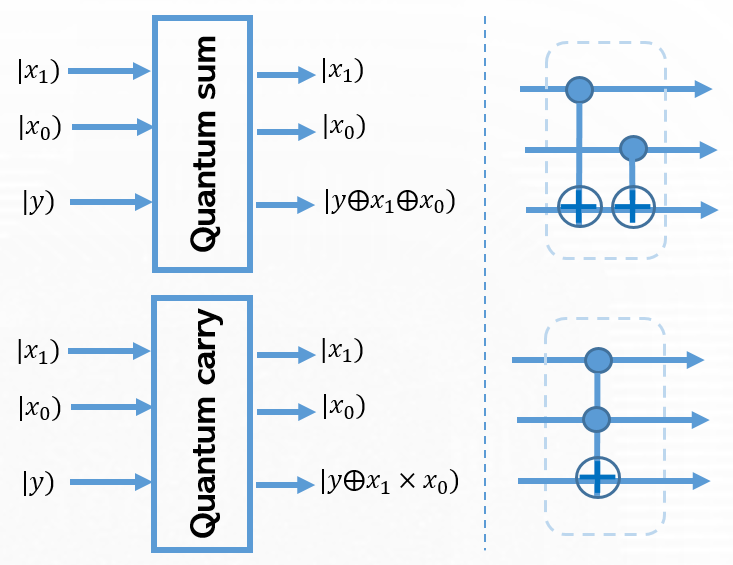 Quantum sum
|x₁)
|x₀)
|y)
|x₁)
|x₀)
|y⊕x₁⊕x₀)
Quantum carry
|x₁)
|x₀)
|y)
|x₁)
|x₀)
|y⊕x₁ × x₀)